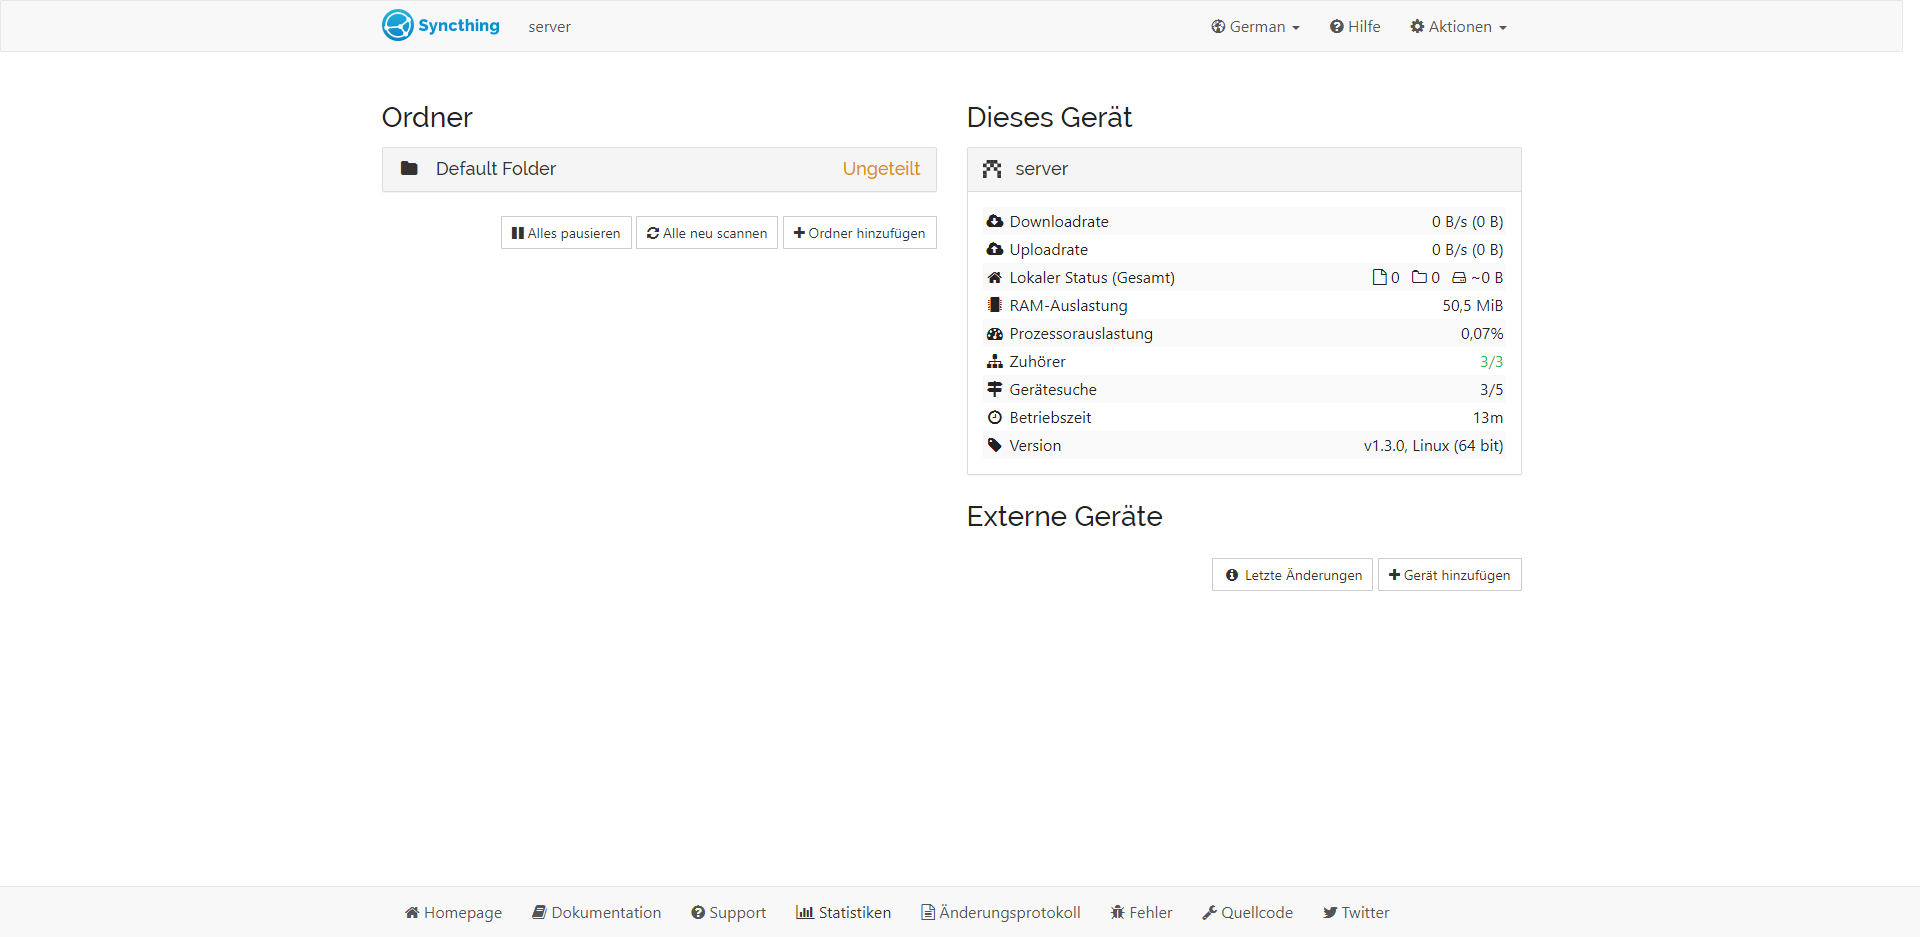 Syncthing server German Hilfe Aktionen
Ordner
Default Folder Ungeteilt
Alles pausieren Alle neu scannen Ordner hinzufügen
Dieses Gerät
server
Downloadrate 0 B/s (0 B)
Uploadrate 0 B/s (0 B)
Lokaler Status (Gesamt) 0 0 ~0 B
RAM-Auslastung 50,5 MiB
Prozessorauslastung 0,07%
Zuhörer 3/3
Gerätesuche 3/5
Betriebszeit 13m
Version v1.3.0, Linux (64 bit)
Externe Geräte
Letzte Änderungen Gerät hinzufügen
Homepage Dokumentation Support Statistiken Änderungsprotokoll Fehler Quellcode Twitter